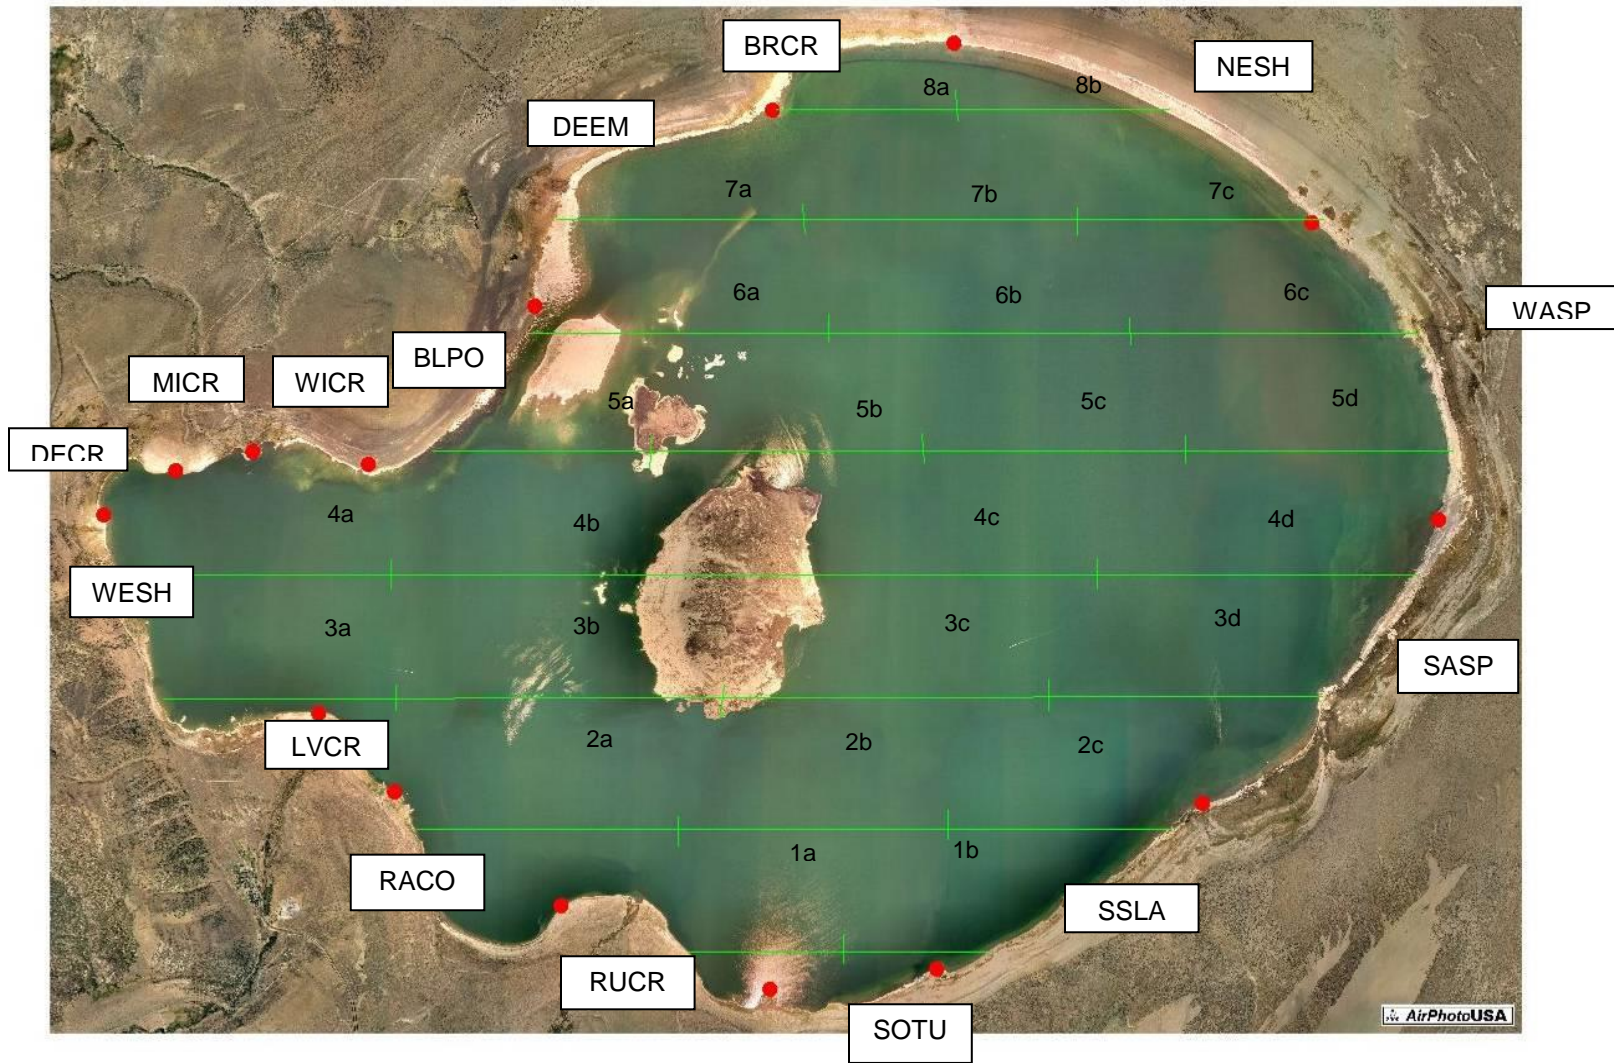 BRCR
NESH
8a
8b
DEEM
7a
7b
7c
6a
6b
6c
WASP
BLPO
MICR
WICR
5a
5b
5c
5d
DECR
4a
4b
4c
4d
WESH
3a
3b
3c
3d
SASP
LVCR
2a
2b
2c
1a
1b
RACO
SSLA
RUCR
SOTU
AirPhotoUSA